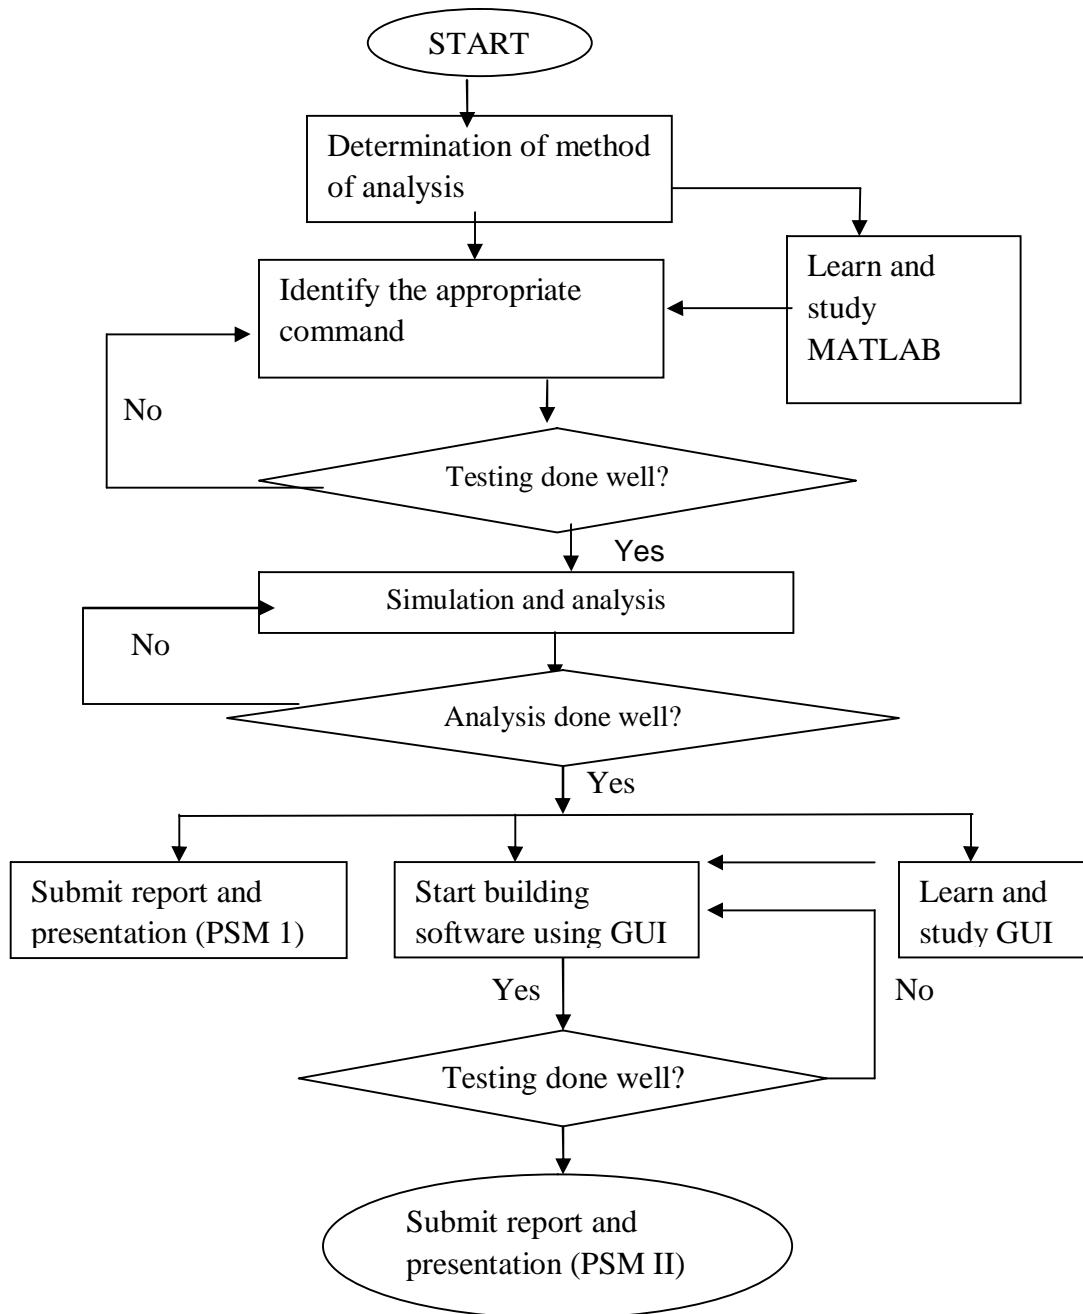 START
Determination of method
of analysis
Learn and
study
MATLAB
Identify the appropriate
command
No
Testing done well?
Yes
Simulation and analysis
No
Analysis done well?
Yes
Submit report and
presentation (PSM 1)
Start building
software using GUI
Learn and
study GUI
Yes
No
Testing done well?
Submit report and
presentation (PSM II)